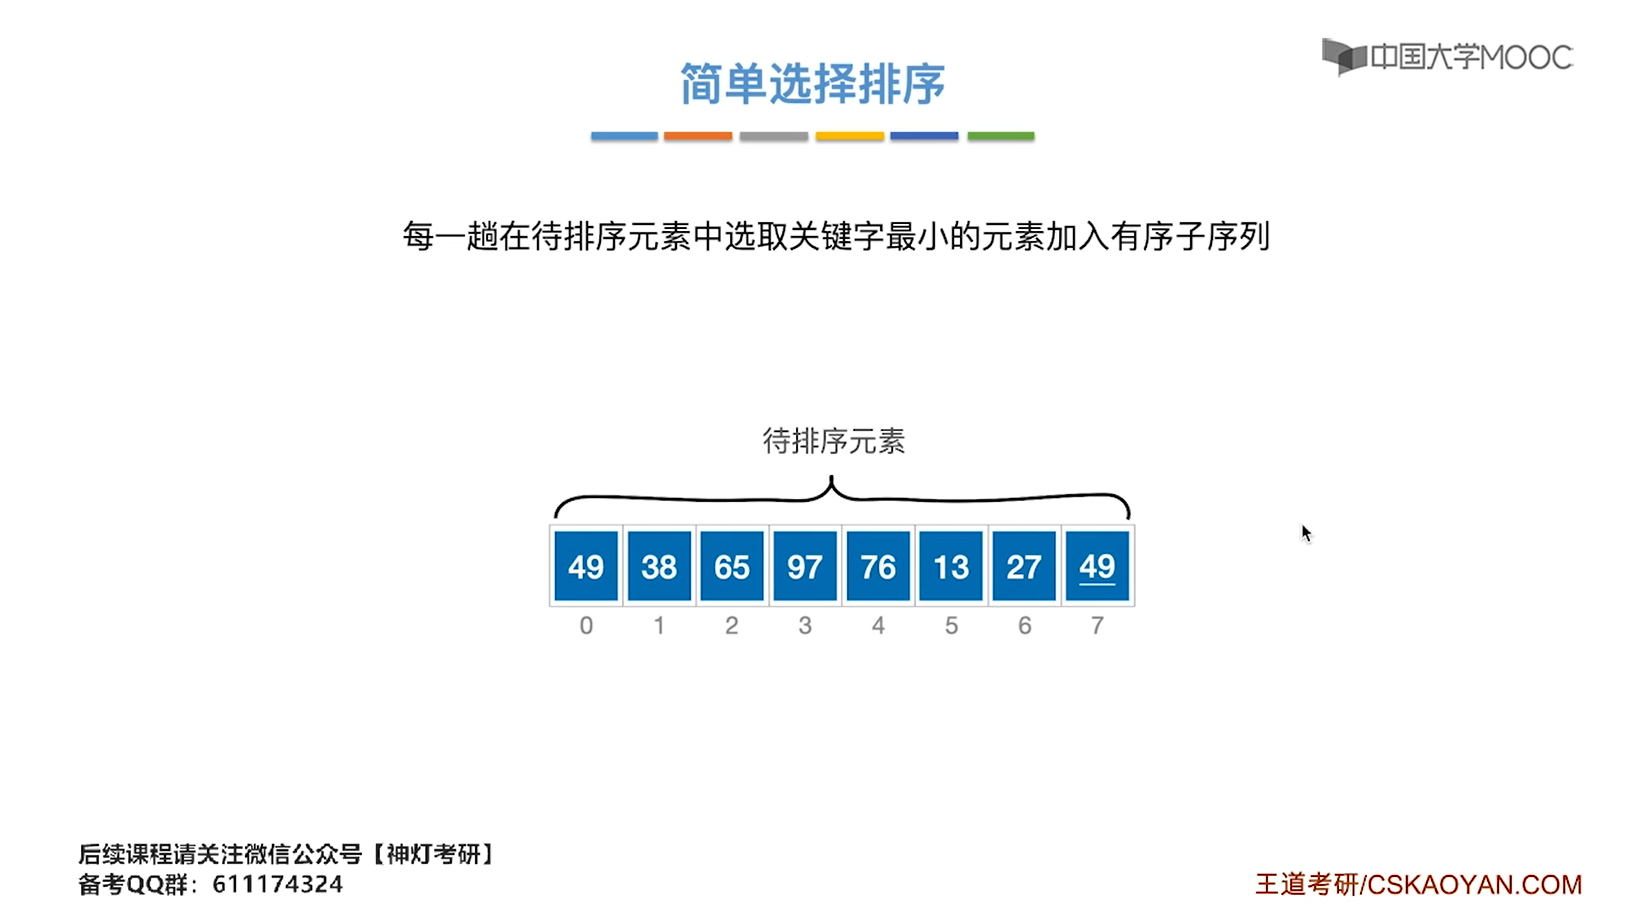 中国大学MOOC
简单选择排序
每一趟在待排序元素中选取关键字最小的元素加入有序子序列
待排序元素
49 38 65 97 76 13 27 49
0 1 2 3 4 5 6 7
后续课程请关注微信公众号【神灯考研】
备考QQ群：611174324
王道考研/CSKAOYAN.COM